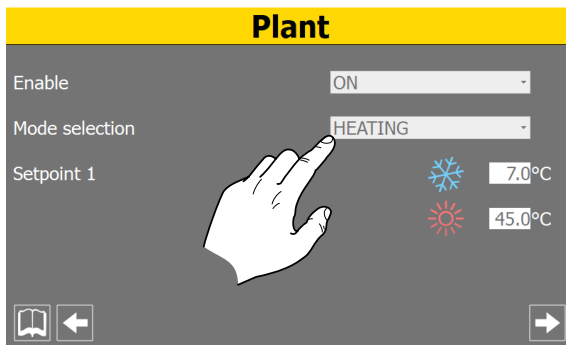 Plant
Enable ON
Mode selection HEATING
Setpoint 1 7.0°C
45.0°C